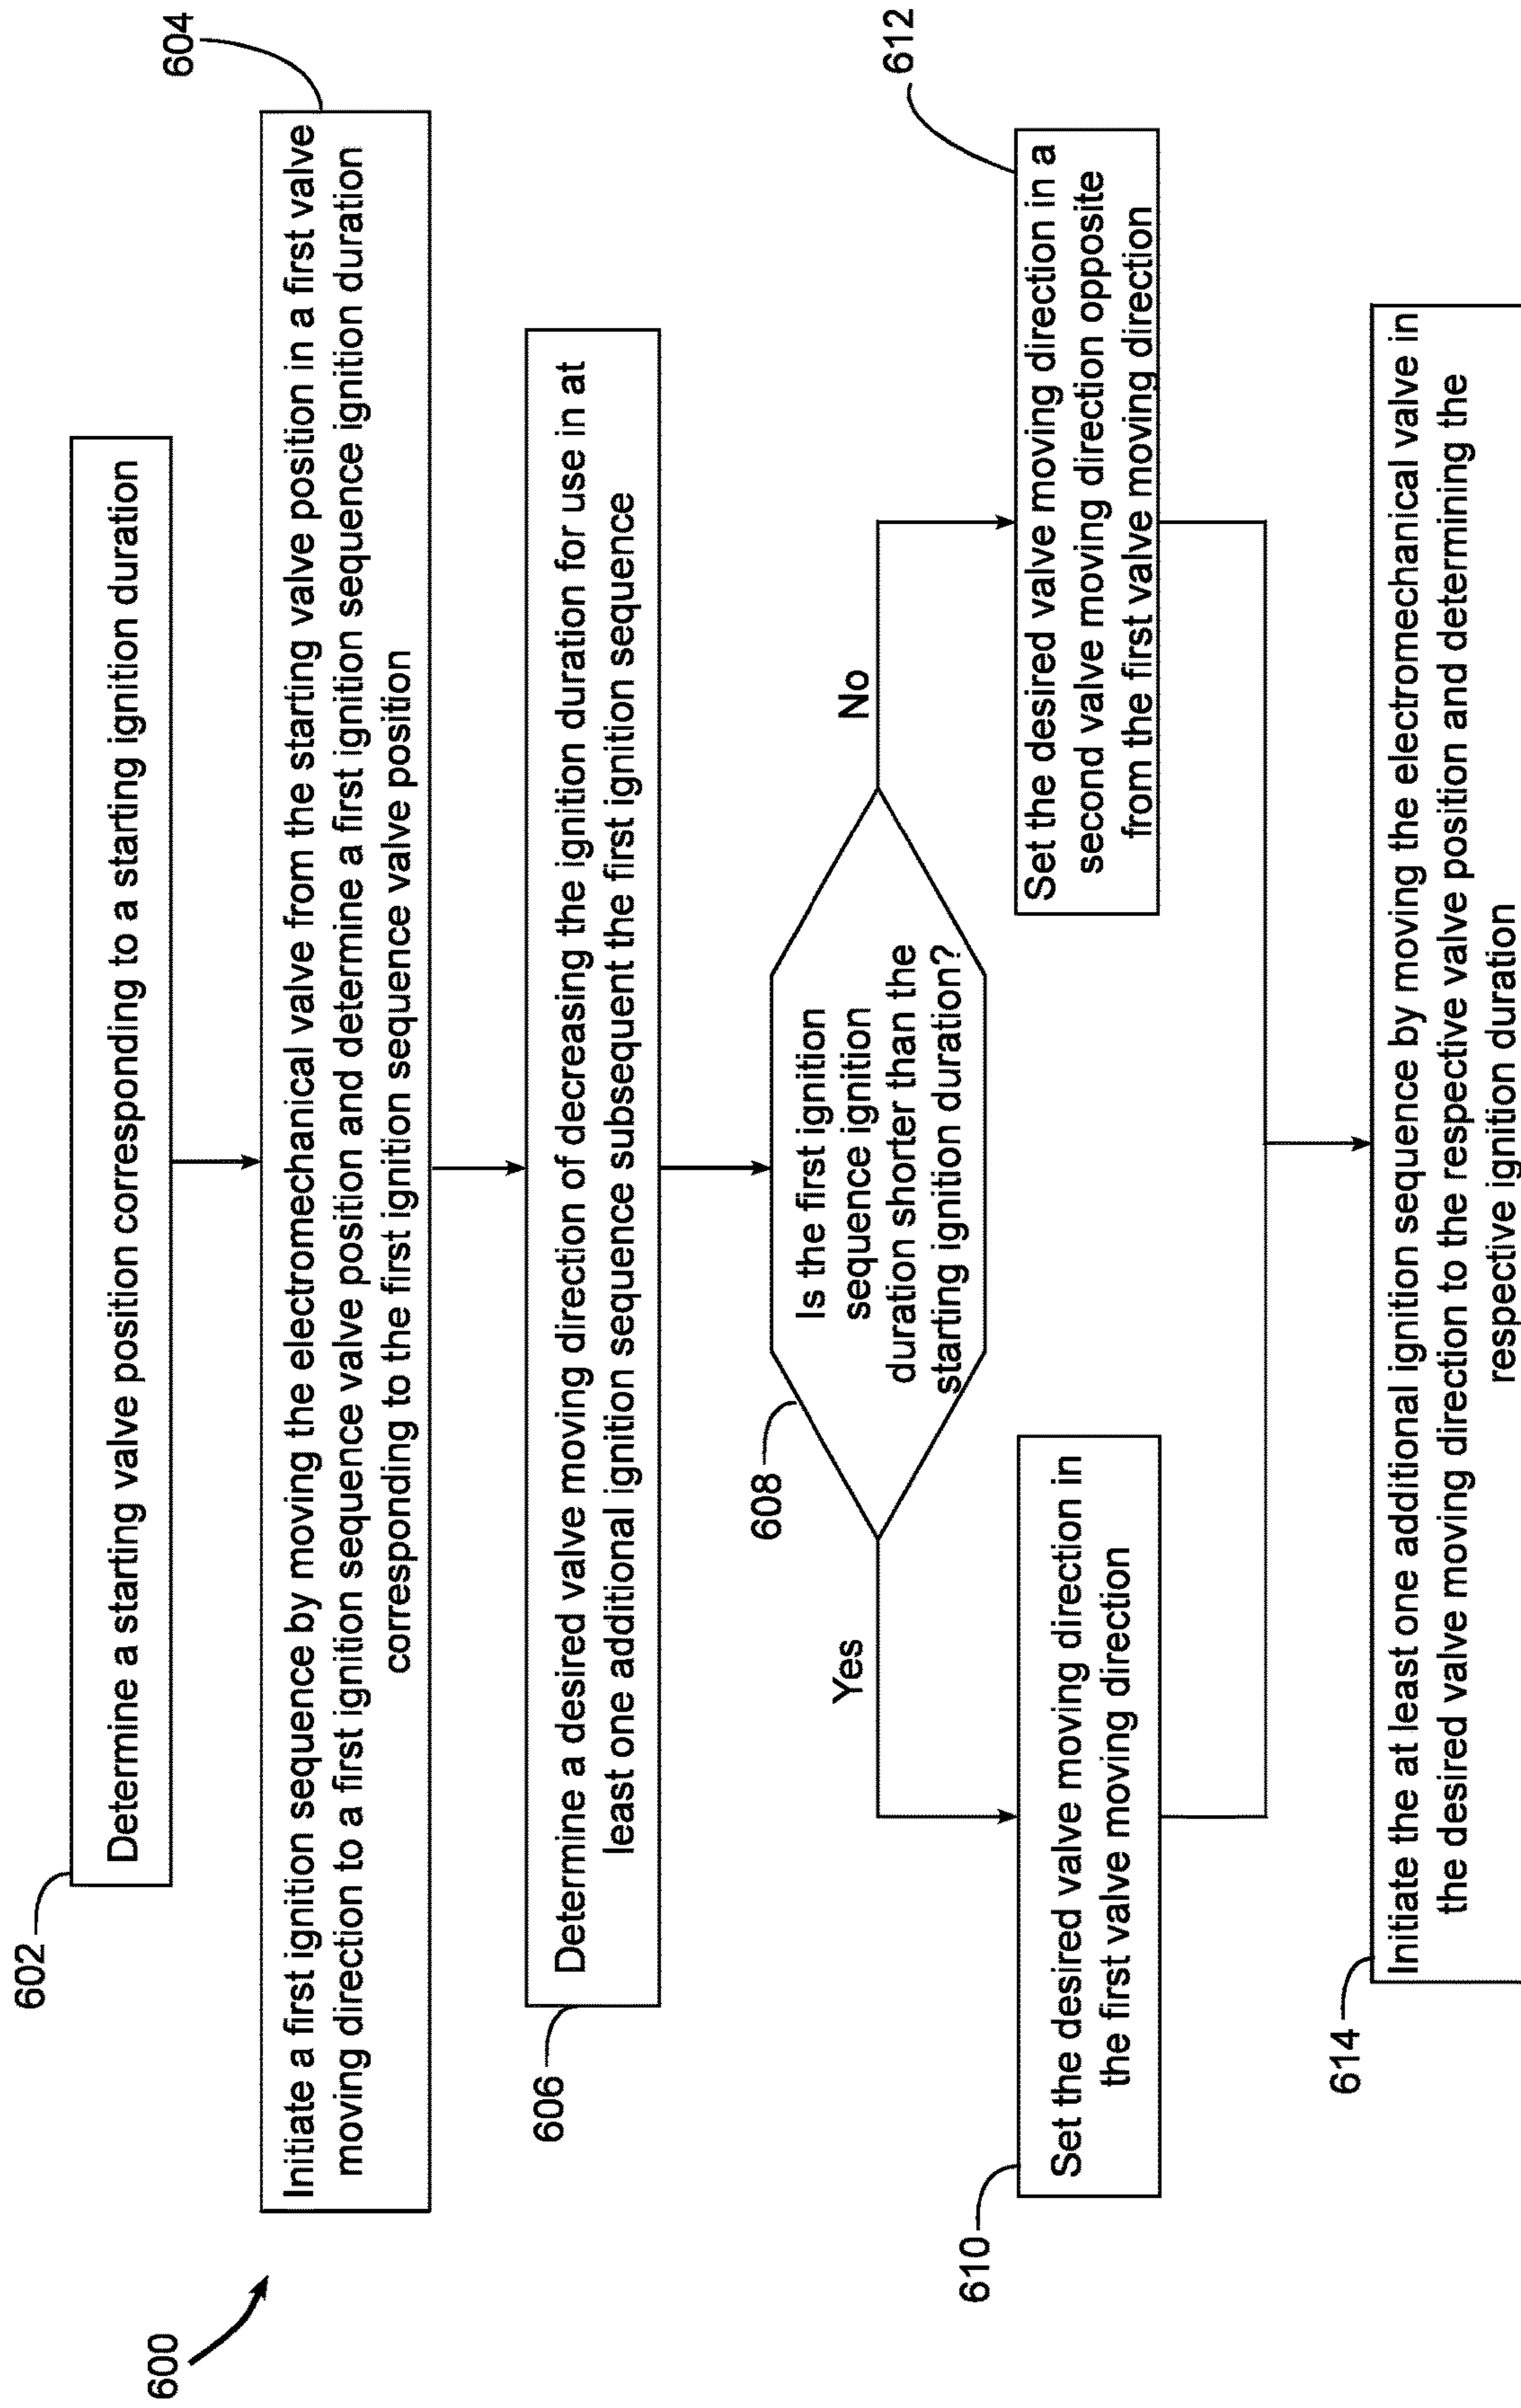 600
602
Determine a starting valve position corresponding to a starting ignition duration
604
Initiate a first ignition sequence by moving the electromechanical valve from the starting valve position in a first valve
moving direction to a first ignition sequence valve position and determine a first ignition sequence ignition duration
corresponding to the first ignition sequence valve position
606
Determine a desired valve moving direction of decreasing the ignition duration for use in at
least one additional ignition sequence subsequent the first ignition sequence
608
Is the first ignition
sequence ignition
duration shorter than the
starting ignition duration?
Yes
No
610
Set the desired valve moving direction in
the first valve moving direction
612
Set the desired valve moving direction in a
second valve moving direction opposite
from the first valve moving direction
614
Initiate the at least one additional ignition sequence by moving the electromechanical valve in
the desired valve moving direction to the respective valve position and determining the
respective ignition duration